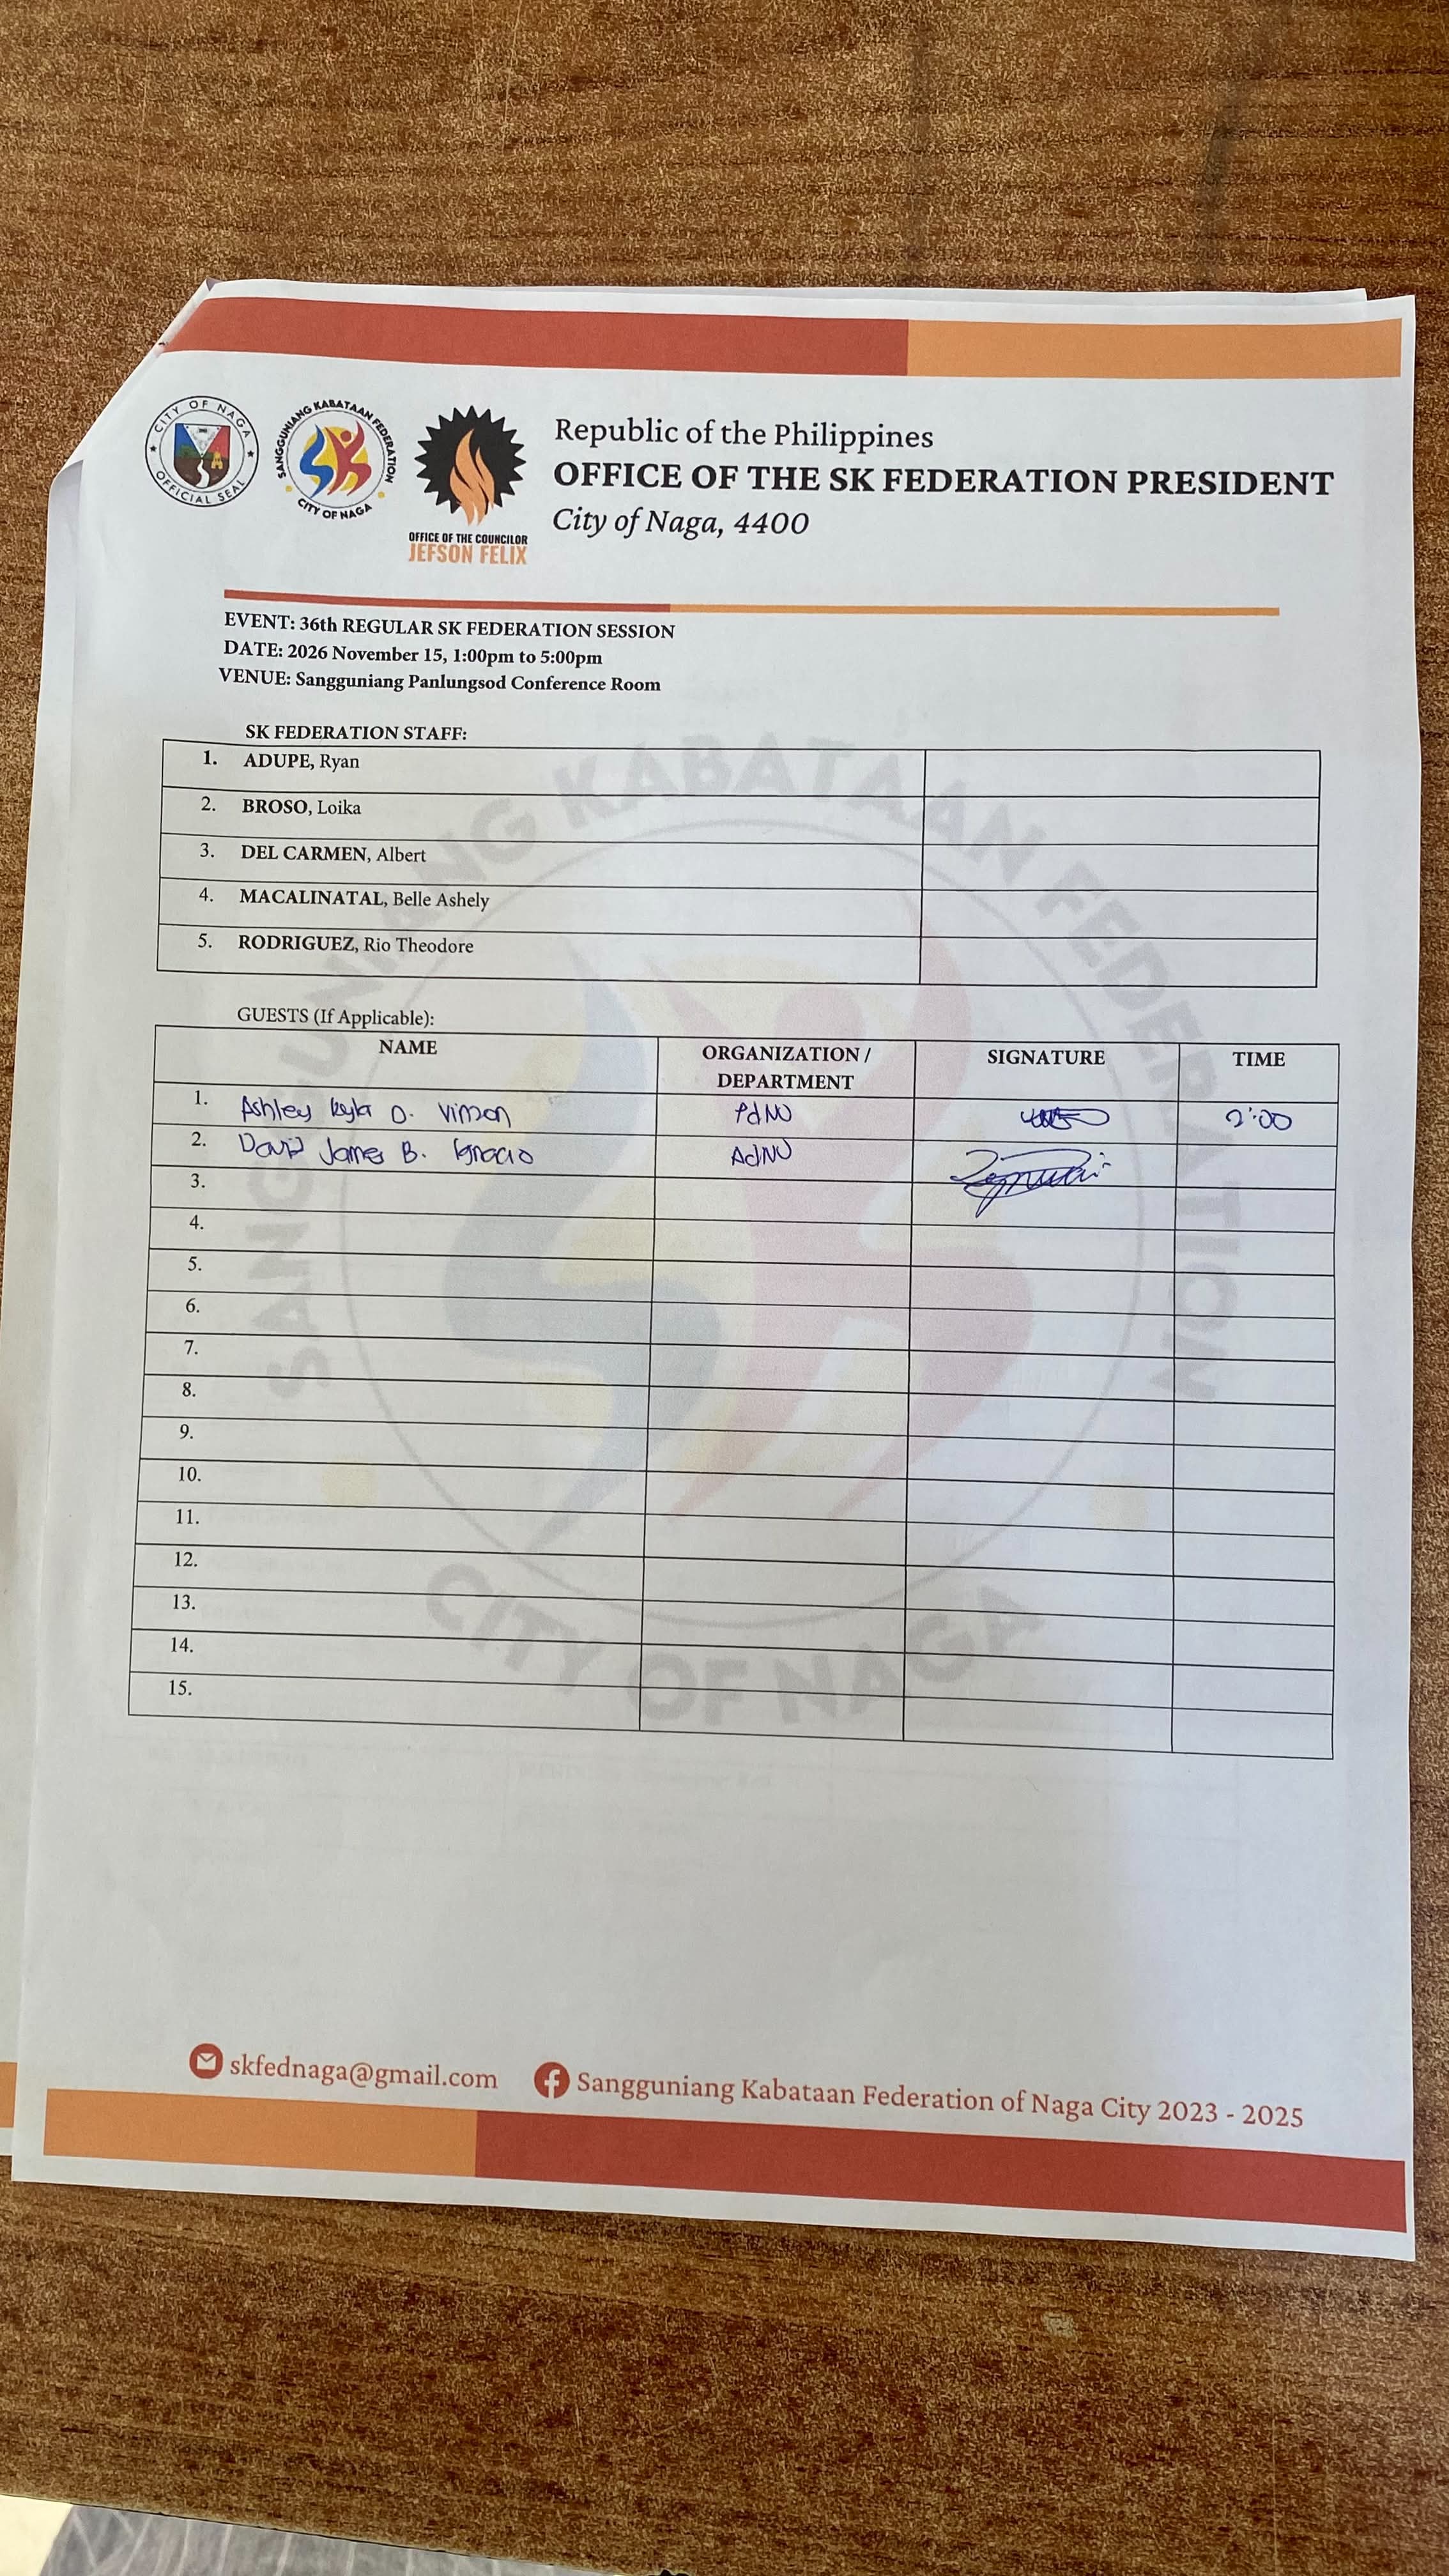 CITY OF NAGA
OFFICIAL SEAL
SANGGUNIANG KABATAAN FEDERATION
CITY OF NAGA
OFFICE OF THE COUNCILOR
JEFSON FELIX
Republic of the Philippines
OFFICE OF THE SK FEDERATION PRESIDENT
City of Naga, 4400
EVENT: 36th REGULAR SK FEDERATION SESSION
DATE: 2026 November 15, 1:00pm to 5:00pm
VENUE: Sangguniang Panlungsod Conference Room
SK FEDERATION STAFF:
1. ADUPE, Ryan
2. BROSO, Loika
3. DEL CARMEN, Albert
4. MACALINATAL, Belle Ashely
5. RODRIGUEZ, Rio Theodore
GUESTS (If Applicable):
NAME ORGANIZATION / DEPARTMENT SIGNATURE TIME
1. Ashley Kyla O. Vinson AdNU 2:00
2. David James B. Ignacio AdNU
3.
4.
5.
6.
7.
8.
9.
10.
11.
12.
13.
14.
15.
SANGGUNIANG KABATAAN FEDERATION
CITY OF NAGA
skfednaga@gmail.com Sangguniang Kabataan Federation of Naga City 2023 - 2025